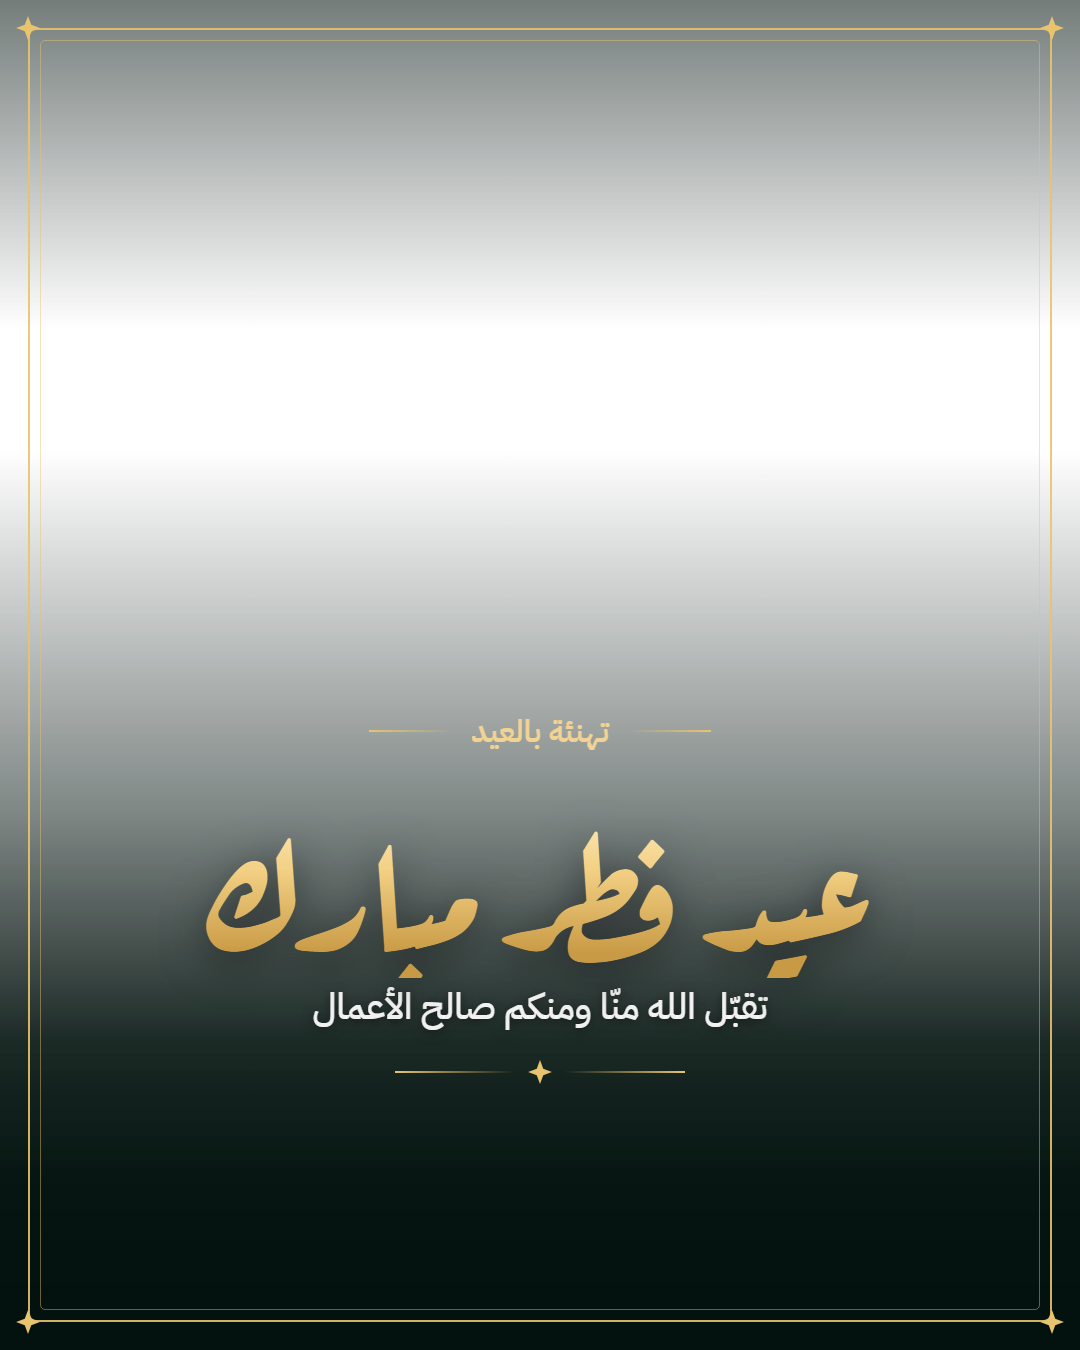 تهنئة بالعيد
عيد فطر مبارك
تقبّل الله منّا ومنكم صالح الأعمال